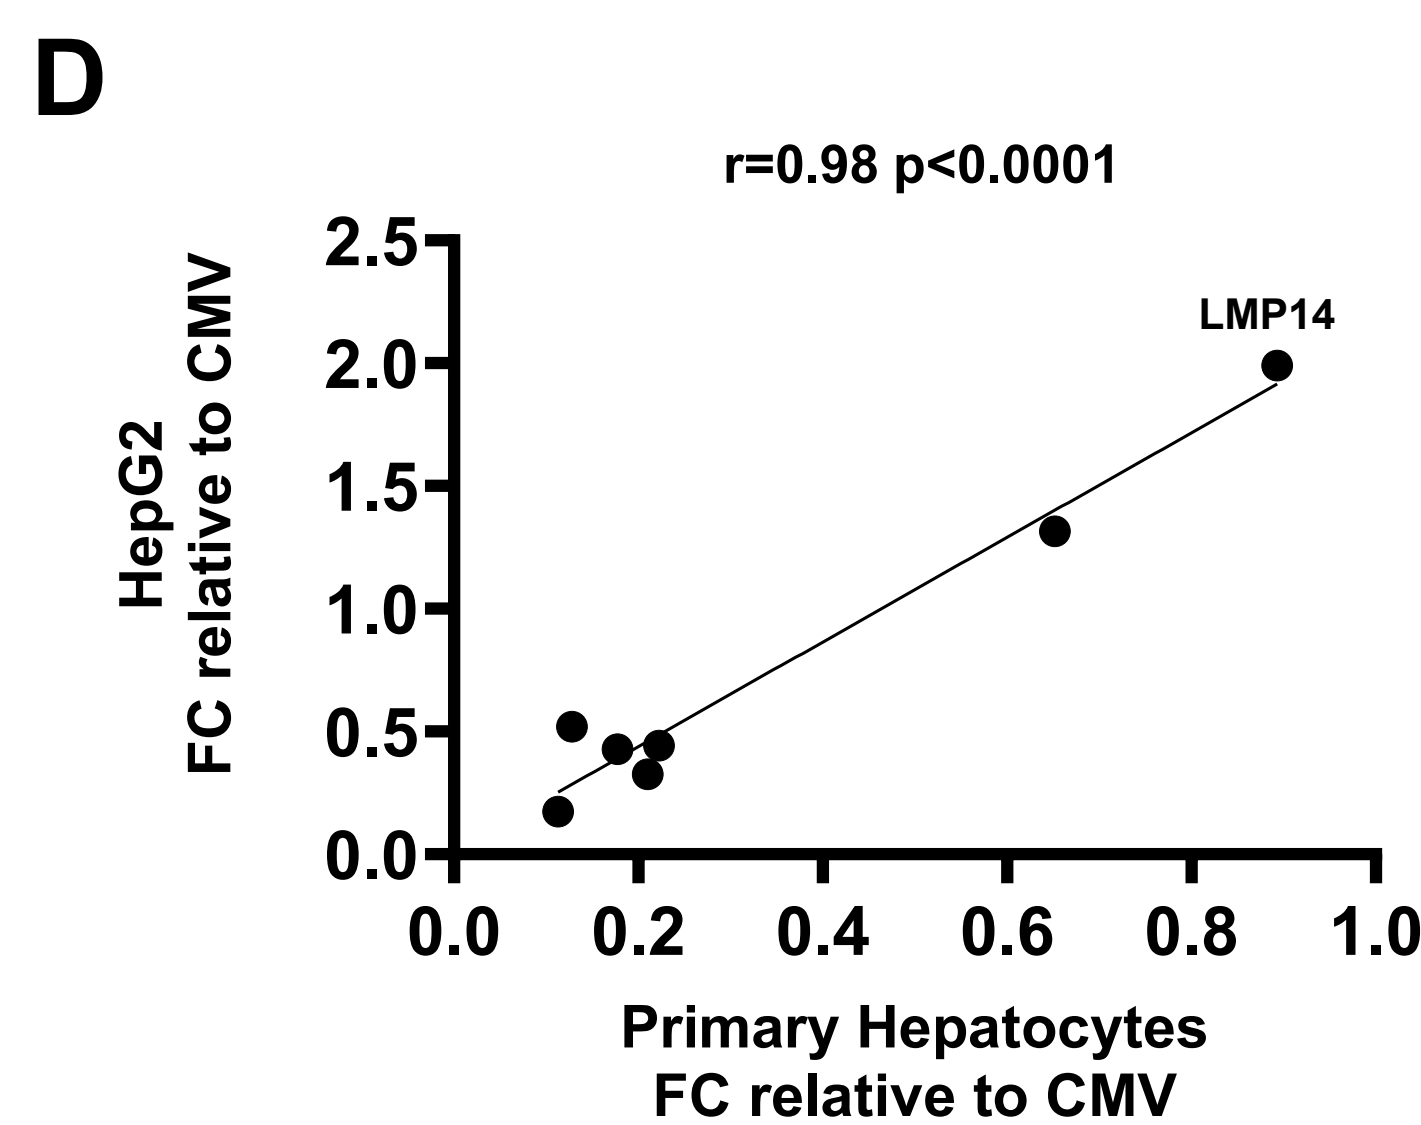 D
r=0.98 p<0.0001
HepG2
FC relative to CMV
2.5
2.0
1.5
1.0
0.5
0.0
LMP14
0.0 0.2 0.4 0.6 0.8 1.0
Primary Hepatocytes
FC relative to CMV